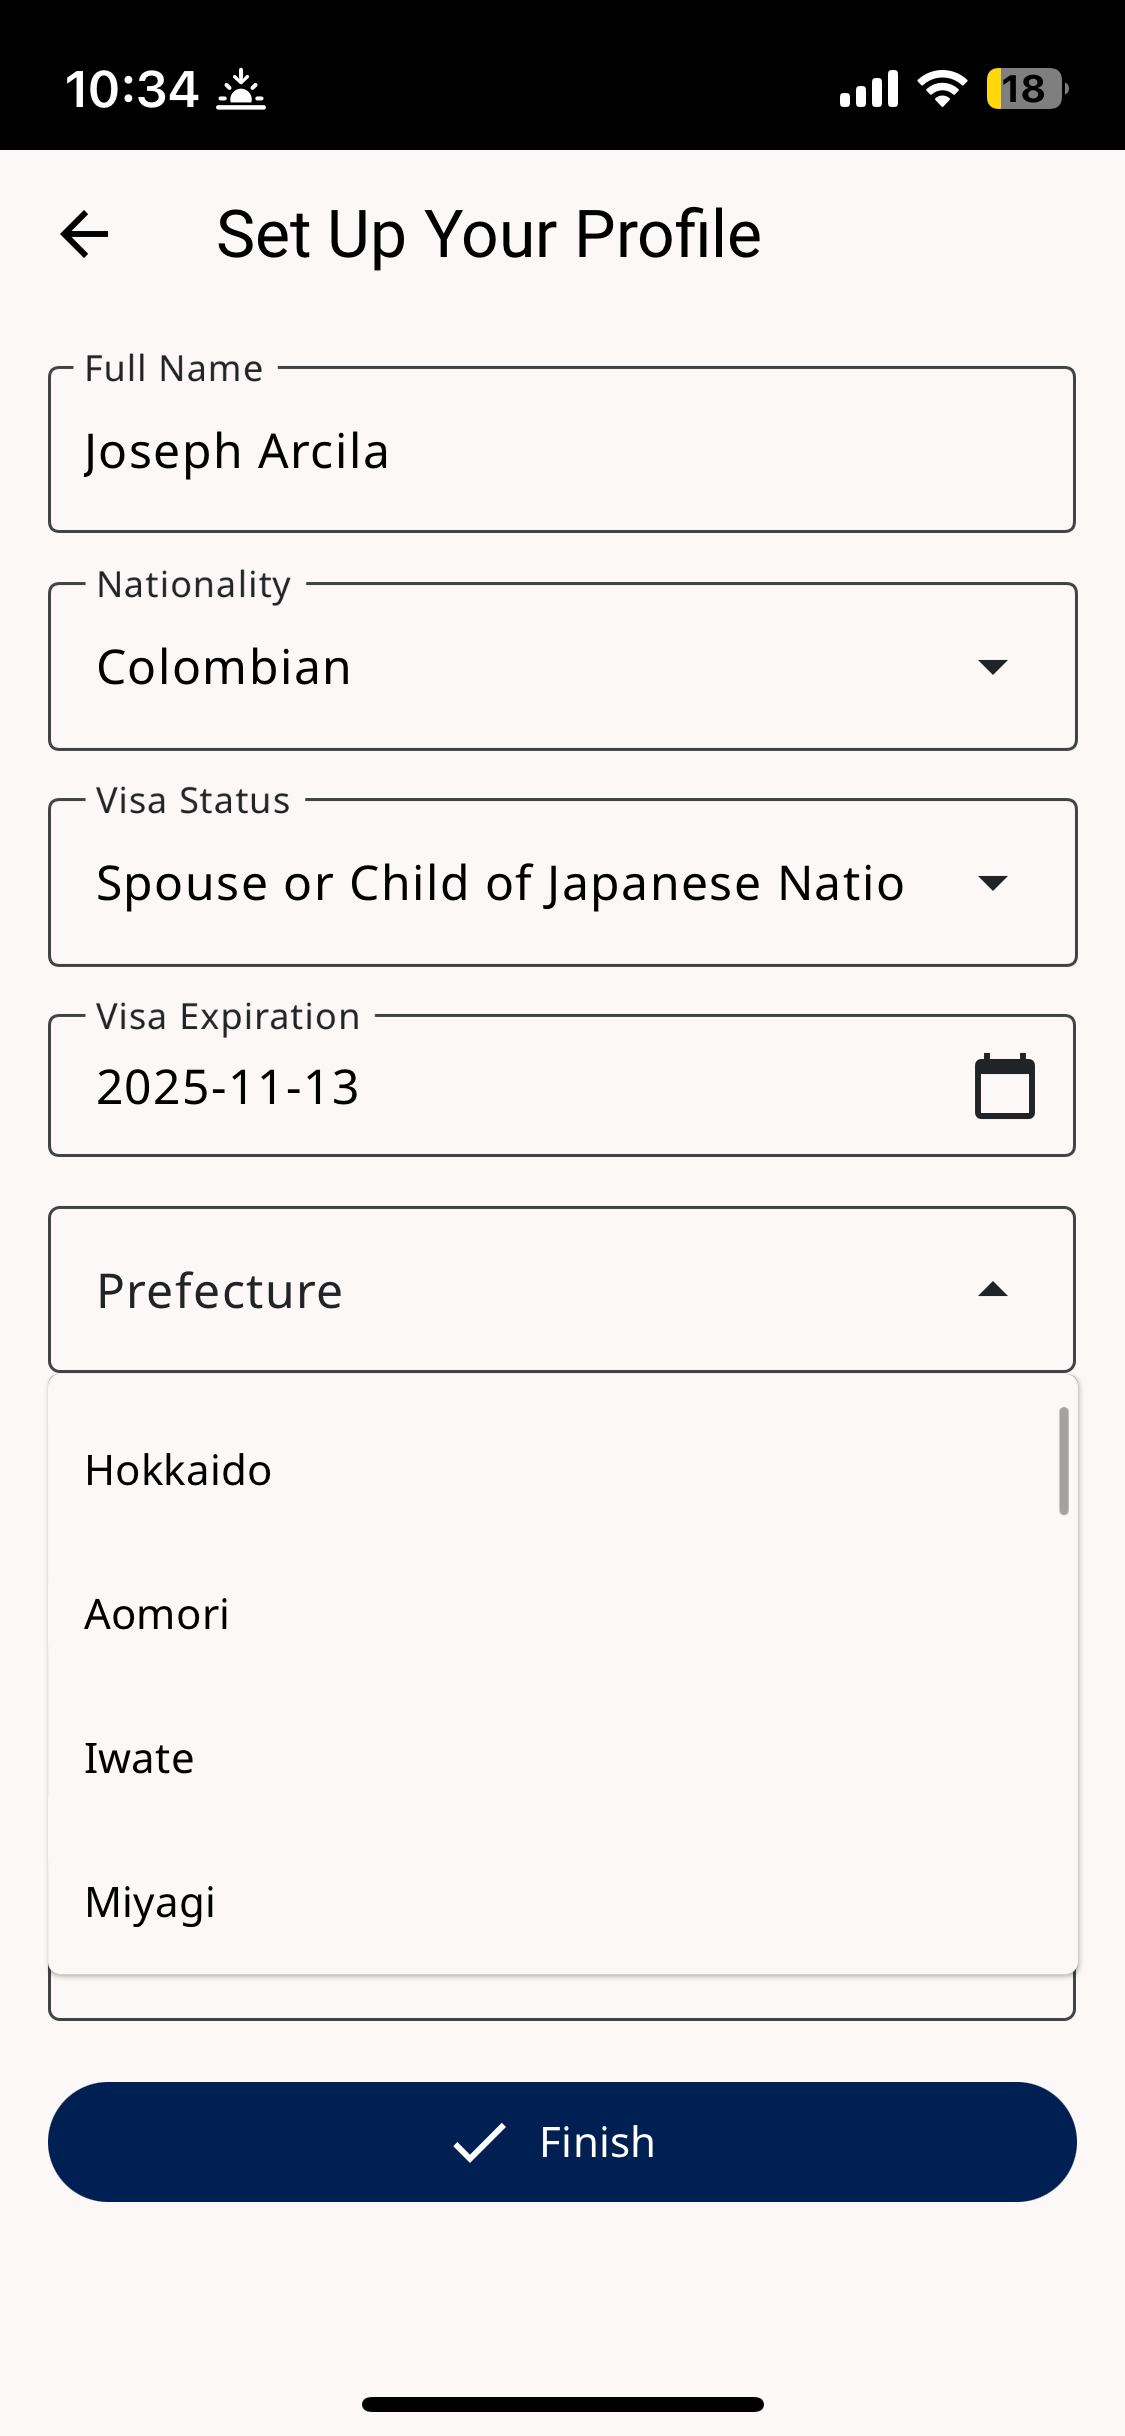 10:34
18
Set Up Your Profile
Full Name
Joseph Arcila
Nationality
Colombian
Visa Status
Spouse or Child of Japanese Natio
Visa Expiration
2025-11-13
Prefecture
Hokkaido
Aomori
Iwate
Miyagi
Finish